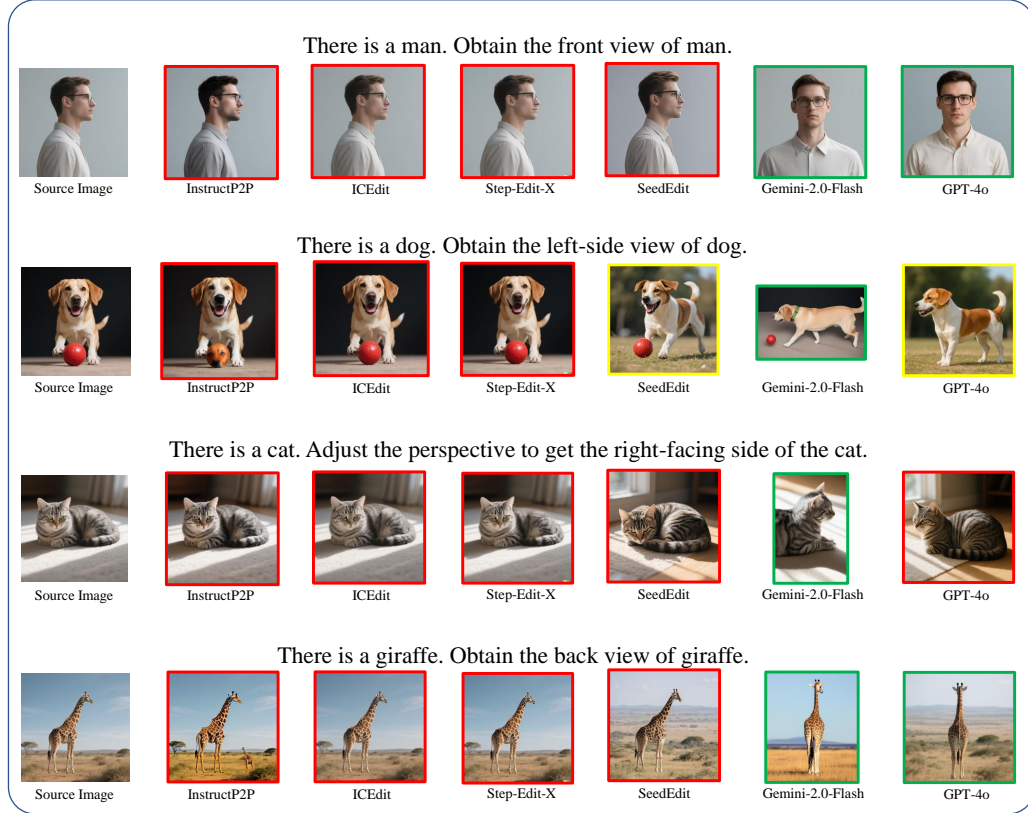 There is a man. Obtain the front view of man.
Source Image InstructP2P ICEdit Step-Edit-X SeedEdit Gemini-2.0-Flash GPT-4o
There is a dog. Obtain the left-side view of dog.
Source Image InstructP2P ICEdit Step-Edit-X SeedEdit Gemini-2.0-Flash GPT-4o
There is a cat. Adjust the perspective to get the right-facing side of the cat.
Source Image InstructP2P ICEdit Step-Edit-X SeedEdit Gemini-2.0-Flash GPT-4o
There is a giraffe. Obtain the back view of giraffe.
Source Image InstructP2P ICEdit Step-Edit-X SeedEdit Gemini-2.0-Flash GPT-4o